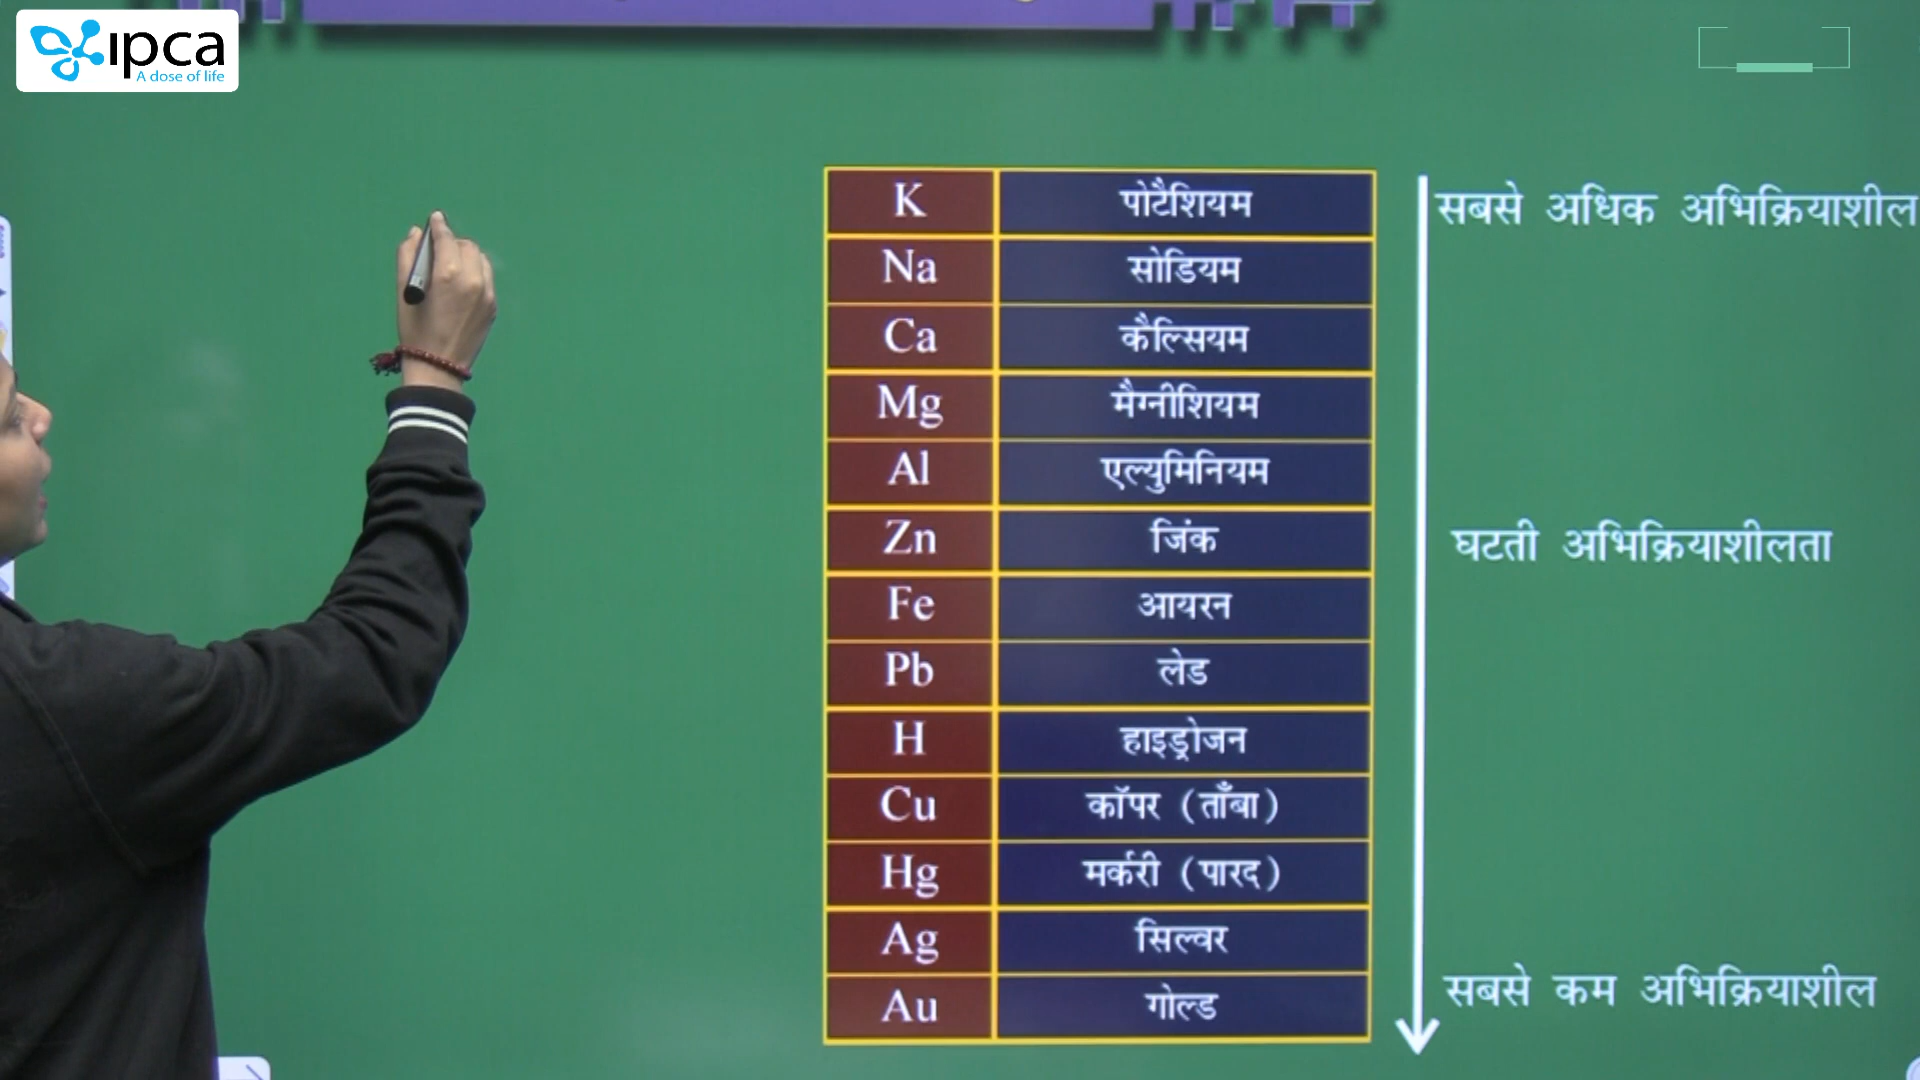 ipca
A dose of life
K पोटैशियम सबसे अधिक अभिक्रियाशील
Na सोडियम
Ca कैल्सियम
Mg मैग्नीशियम
Al एल्युमिनियम
Zn जिंक घटती अभिक्रियाशीलता
Fe आयरन
Pb लेड
H हाइड्रोजन
Cu कॉपर (ताँबा)
Hg मर्करी (पारद)
Ag सिल्वर
Au गोल्ड सबसे कम अभिक्रियाशील